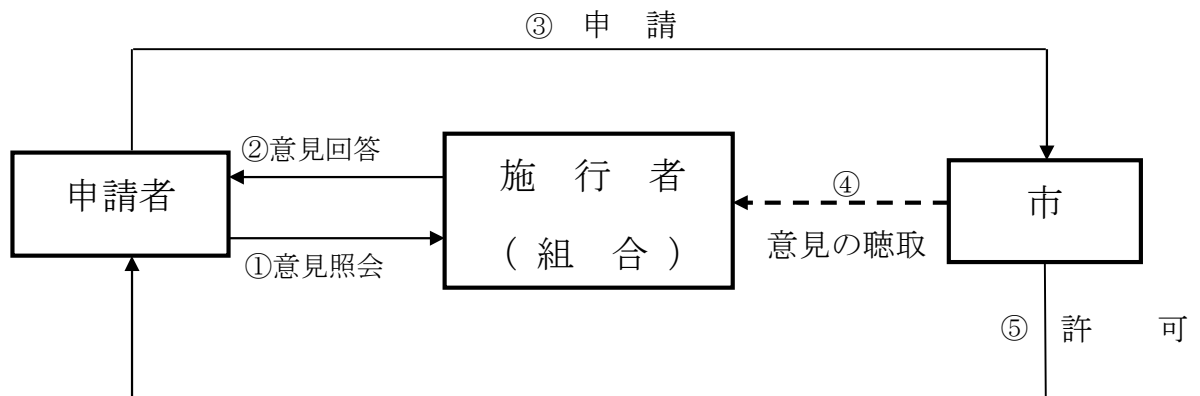 ③ 申 請
②意見回答
申請者
施 行 者
( 組 合 )
①意見照会
④
意見の聴取
市
⑤ 許 可